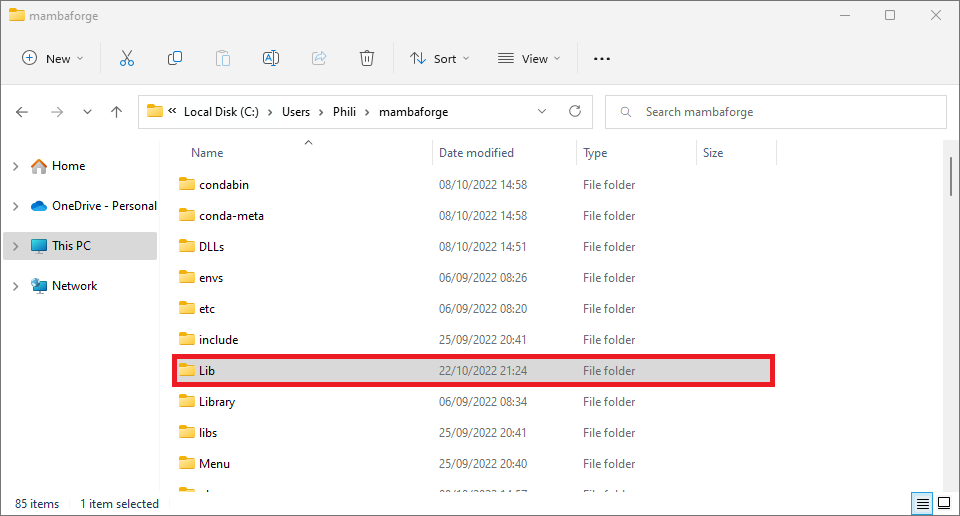 mambaforge
New Sort View
« Local Disk (C:) Users Phili mambaforge Search mambaforge
Name Date modified Type Size
Home
OneDrive - Personal
This PC
Network
condabin 08/10/2022 14:58 File folder
conda-meta 08/10/2022 14:58 File folder
DLLs 08/10/2022 14:51 File folder
envs 06/09/2022 08:26 File folder
etc 06/09/2022 08:20 File folder
include 25/09/2022 20:41 File folder
Lib 22/10/2022 21:24 File folder
Library 06/09/2022 08:34 File folder
libs 25/09/2022 20:41 File folder
Menu 25/09/2022 20:40 File folder
85 items 1 item selected